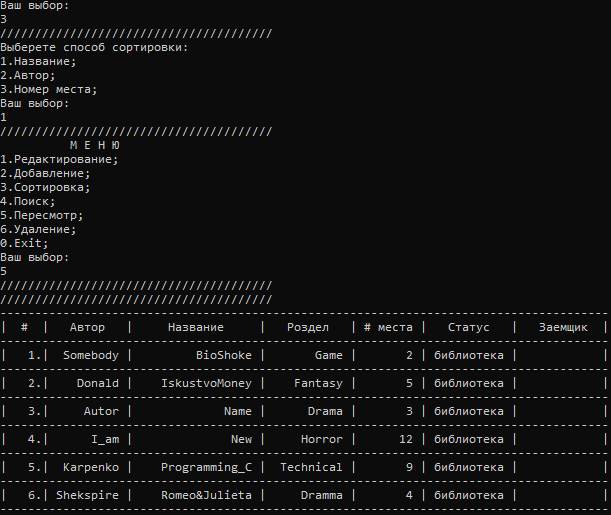 Ваш выбор:
3
///////////////////////////////////////
Выберете способ сортировки:
1.Название;
2.Автор;
3.Номер места;
Ваш выбор:
1
///////////////////////////////////////
М Е Н Ю
1.Редактирование;
2.Добавление;
3.Сортировка;
4.Поиск;
5.Пересмотр;
6.Удаление;
0.Exit;
Ваш выбор:
5
///////////////////////////////////////
///////////////////////////////////////
---------------------------------------------------------------------------------------
|  #  |   Автор   |     Название     |   Роздел   | # места |   Статус   |   Заемщик  |
---------------------------------------------------------------------------------------
|   1.|  Somebody |         BioShoke |       Game |       2 | библиотека |            |
---------------------------------------------------------------------------------------
|   2.|    Donald |    IskustvoMoney |    Fantasy |       5 | библиотека |            |
---------------------------------------------------------------------------------------
|   3.|     Autor |             Name |      Drama |       3 | библиотека |            |
---------------------------------------------------------------------------------------
|   4.|      I_am |              New |     Horror |      12 | библиотека |            |
---------------------------------------------------------------------------------------
|   5.|  Karpenko |    Programming_C |  Technical |       9 | библиотека |            |
---------------------------------------------------------------------------------------
|   6.| Shekspire |    Romeo&Julieta |     Dramma |       4 | библиотека |            |
---------------------------------------------------------------------------------------